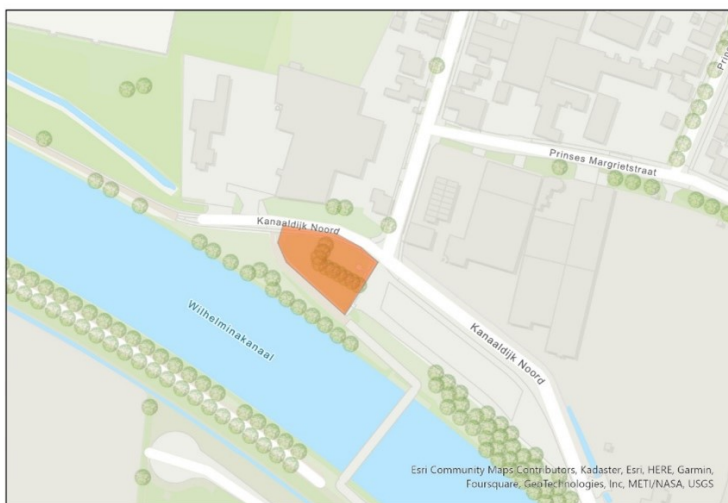 Prinses Margrietstraat
Kanaaldijk Noord
Wilhelminakanaal
Kanaaldijk Noord
Esri Community Maps Contributors, Kadaster, Esri, HERE, Garmin,
Foursquare, GeoTechnologies, Inc, METI/NASA, USGS